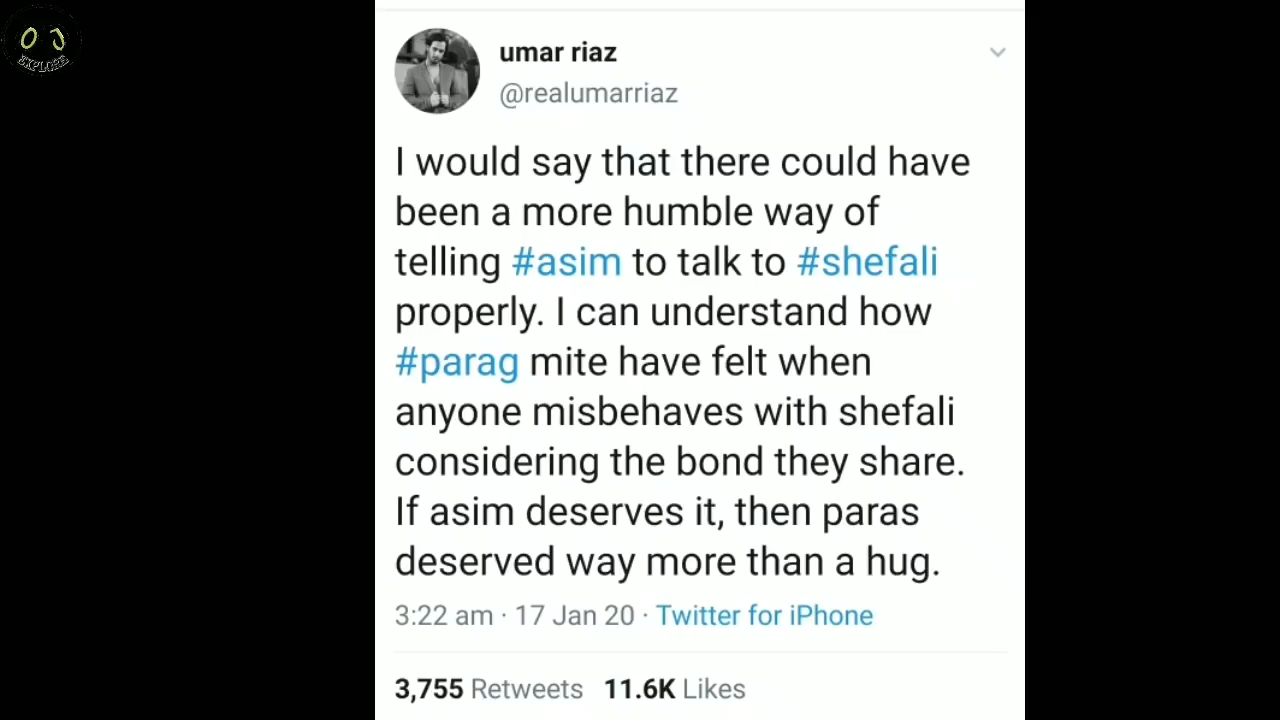 OJ
EXPLORE
umar riaz
@realumarriaz
I would say that there could have
been a more humble way of
telling #asim to talk to #shefali
properly. I can understand how
#parag mite have felt when
anyone misbehaves with shefali
considering the bond they share.
If asim deserves it, then paras
deserved way more than a hug.
3:22 am · 17 Jan 20 · Twitter for iPhone
3,755 Retweets 11.6K Likes